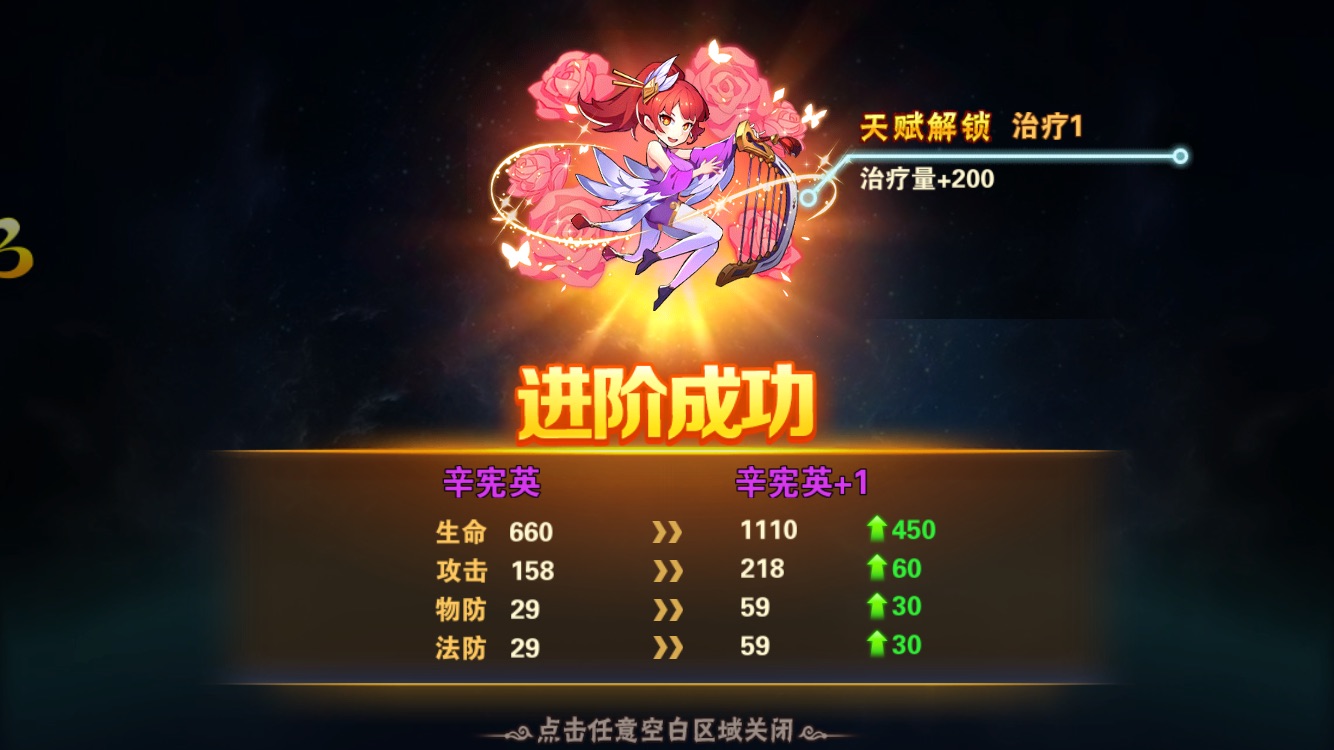 天赋解锁 治疗1
治疗量+200
进阶成功
辛宪英 辛宪英+1
生命 660 1110 450
攻击 158 218 60
物防 29 59 30
法防 29 59 30
点击任意空白区域关闭